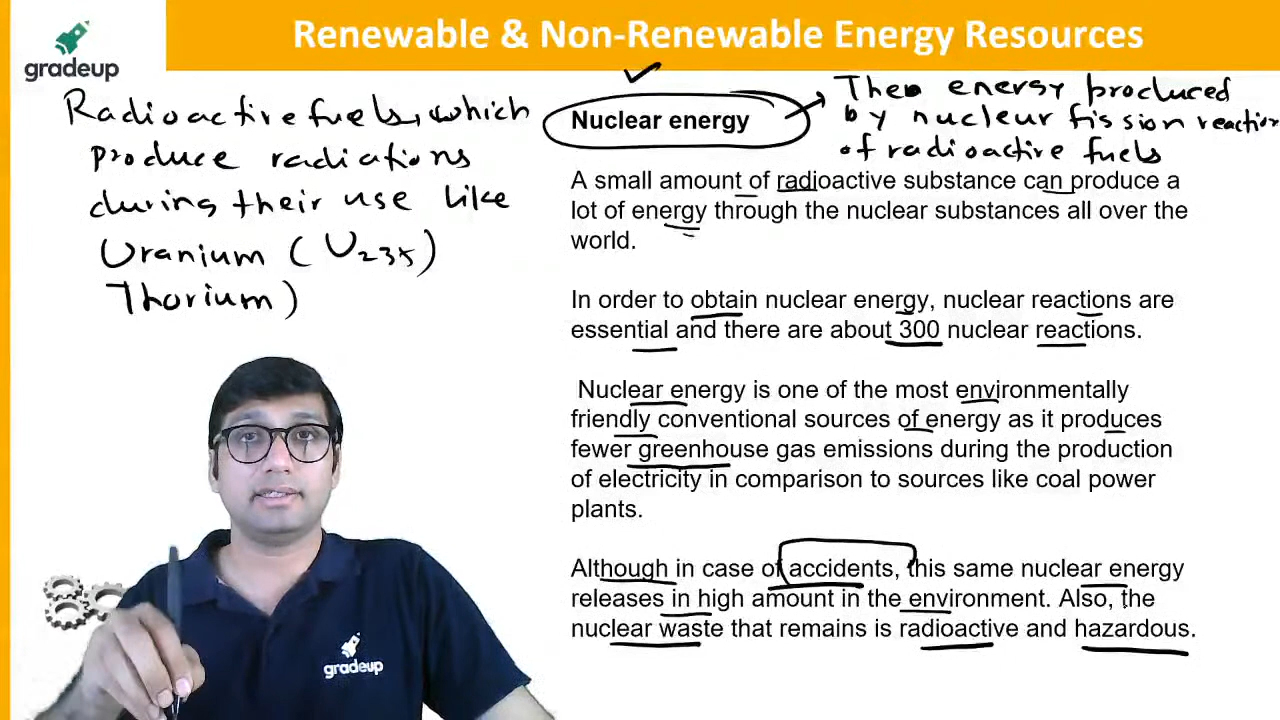 Renewable & Non-Renewable Energy Resources
gradeup
Radioactive fuels, which
produce radiations
during their use like
Uranium ( U235)
Thorium)
Nuclear energy
The energy produced
by nuclear fission reaction
of radioactive fuels
A small amount of radioactive substance can produce a
lot of energy through the nuclear substances all over the
world.
In order to obtain nuclear energy, nuclear reactions are
essential and there are about 300 nuclear reactions.
Nuclear energy is one of the most environmentally
friendly conventional sources of energy as it produces
fewer greenhouse gas emissions during the production
of electricity in comparison to sources like coal power
plants.
Although in case of accidents, this same nuclear energy
releases in high amount in the environment. Also, the
nuclear waste that remains is radioactive and hazardous.
gradeup